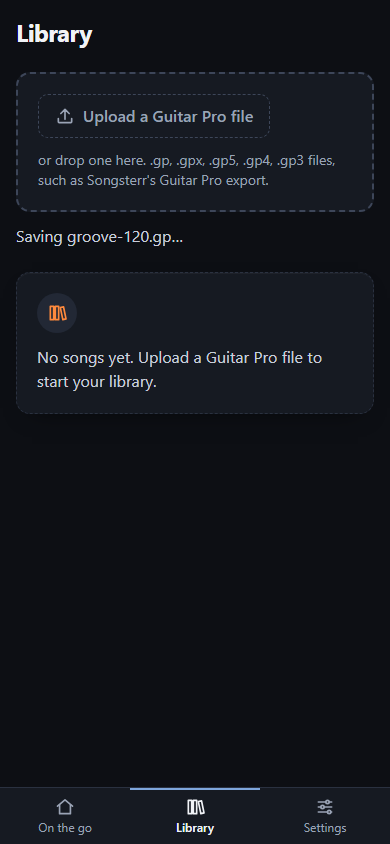 Library
Upload a Guitar Pro file
or drop one here. .gp, .gpx, .gp5, .gp4, .gp3 files,
such as Songsterr's Guitar Pro export.
Saving groove-120.gp...
No songs yet. Upload a Guitar Pro file to
start your library.
On the go
Library
Settings